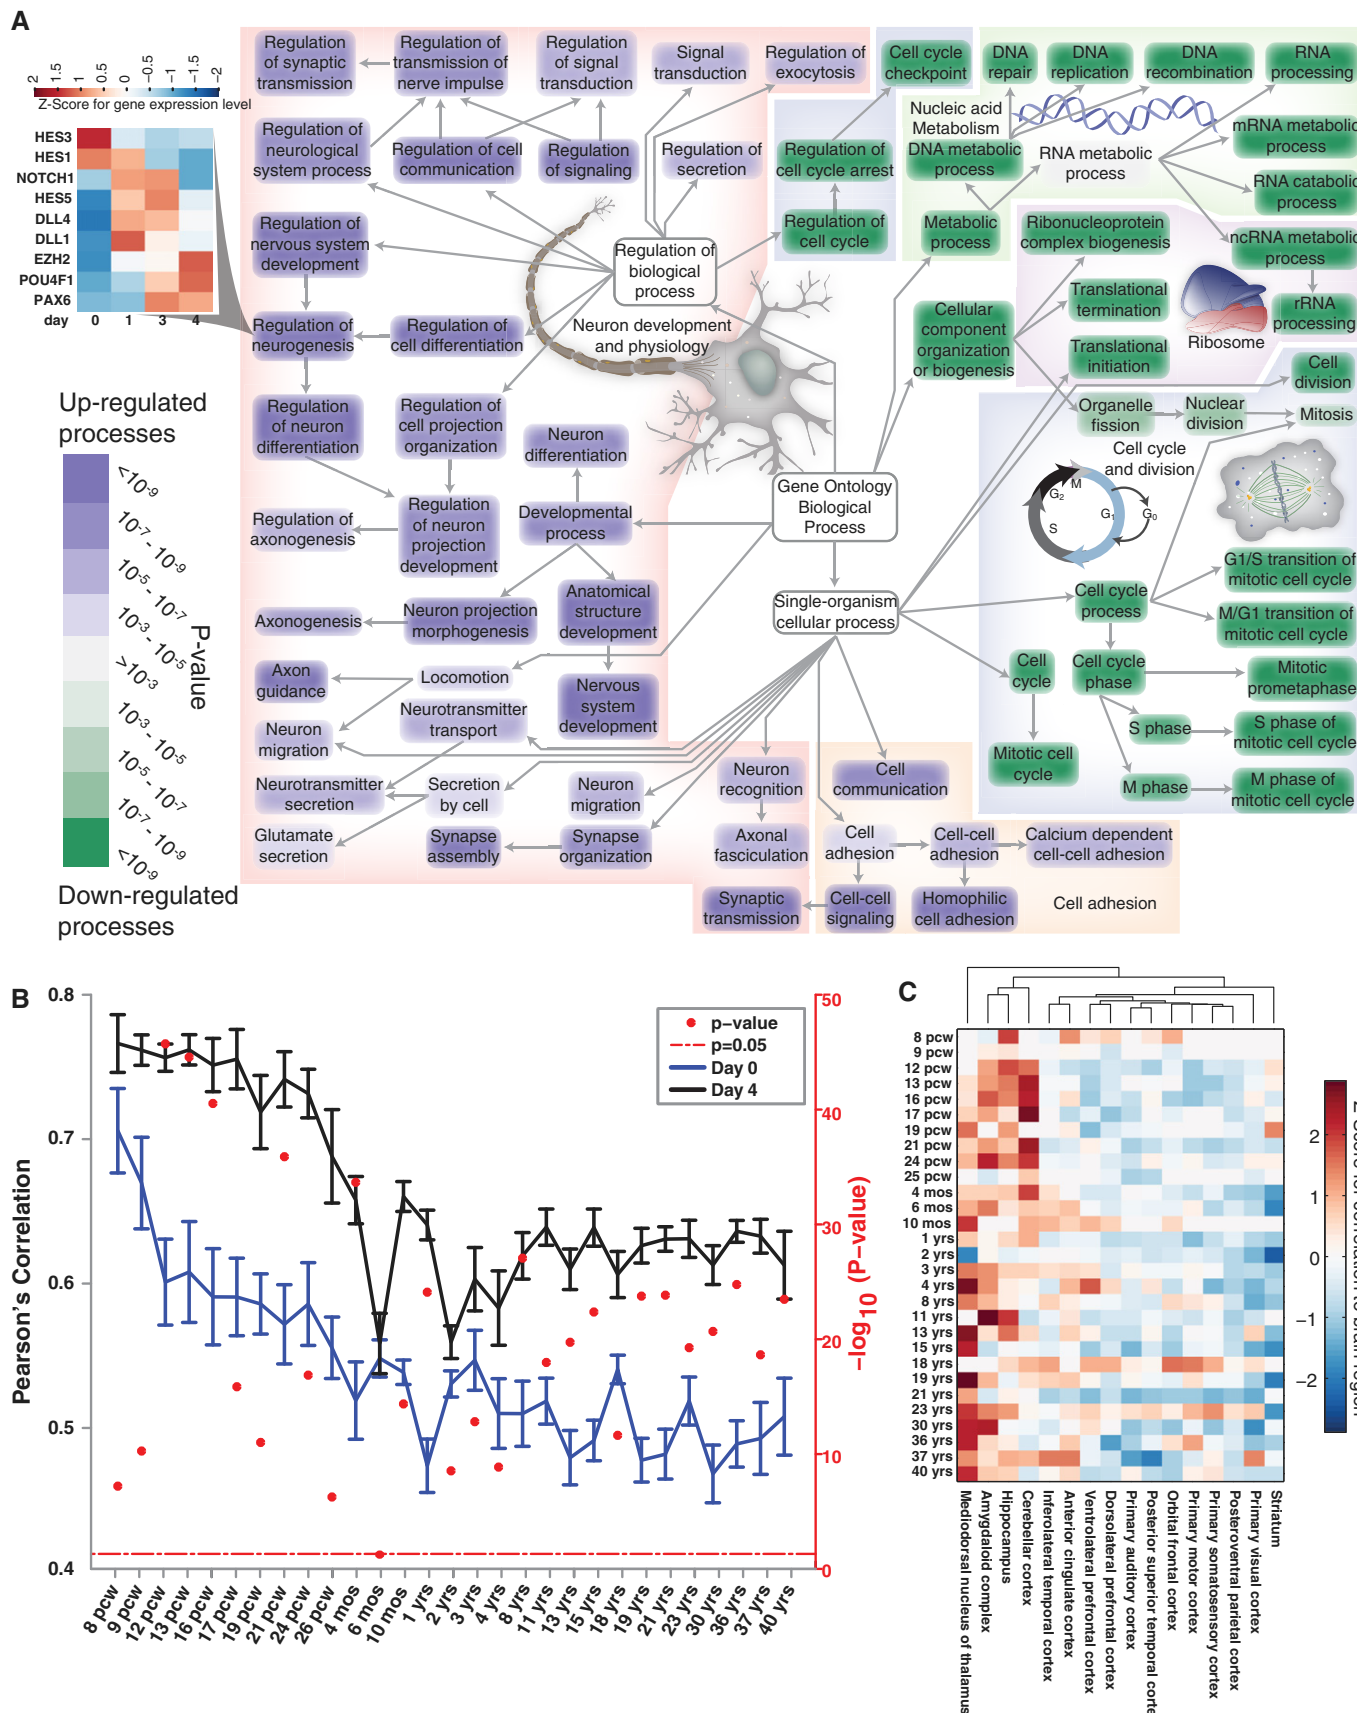 A
2
1.5
1
0.5
0
−0.5
−1
−1.5
−2
Z-Score for gene expression level
HES3
HES1
NOTCH1
HES5
DLL4
DLL1
EZH2
POU4F1
PAX6
day 0 1 3 4
Up-regulated
processes
<10-9
10-7 - 10-9
10-5 - 10-7
10-3 - 10-5
>10-3
10-3 - 10-5
10-5 - 10-7
10-7 - 10-9
<10-9
P-value
Down-regulated
processes
Regulation
of synaptic
transmission
Regulation of
transmission of
nerve impulse
Regulation
of signal
transduction
Signal
transduction
Regulation of
exocytosis
Cell cycle
checkpoint
DNA
repair
DNA
replication
DNA
recombination
RNA
processing
Nucleic acid
Metabolism
Regulation of
neurological
system process
Regulation of cell
communication
Regulation
of signaling
Regulation of
secretion
Regulation of
cell cycle arrest
DNA metabolic
process
RNA metabolic
process
mRNA metabolic
process
RNA catabolic
process
Regulation of
nervous system
development
Regulation of
biological
process
Regulation of
cell cycle
Metabolic
process
Ribonucleoprotein
complex biogenesis
ncRNA metabolic
process
Translational
termination
rRNA
processing
Regulation of
neurogenesis
Regulation of
cell differentiation
Neuron development
and physiology
Cellular
component
organization
or biogenesis
Translational
initiation
Ribosome
Cell
division
Regulation
of neuron
differentiation
Regulation of
cell projection
organization
Neuron
differentiation
Organelle
fission
Nuclear
division
Mitosis
Cell cycle
and division
G2
M
G1
G0
S
Gene Ontology
Biological
Process
Regulation of
axonogenesis
Regulation
of neuron
projection
development
Developmental
process
G1/S transition of
mitotic cell cycle
Anatomical
structure
development
Single-organism
cellular process
Cell cycle
process
M/G1 transition of
mitotic cell cycle
Axonogenesis
Neuron projection
morphogenesis
Axon
guidance
Locomotion
Nervous
system
development
Cell
cycle
Cell cycle
phase
Mitotic
prometaphase
Neuron
migration
Neurotransmitter
transport
S phase
S phase of
mitotic cell cycle
Neurotransmitter
secretion
Secretion
by cell
Neuron
migration
Neuron
recognition
Cell
communication
Mitotic cell
cycle
M phase
M phase of
mitotic cell cycle
Glutamate
secretion
Synapse
assembly
Synapse
organization
Axonal
fasciculation
Cell
adhesion
Cell-cell
adhesion
Calcium dependent
cell-cell adhesion
Synaptic
transmission
Cell-cell
signaling
Homophilic
cell adhesion
Cell adhesion
B
0.8
0.7
0.6
0.5
0.4
Pearson's Correlation
p−value
p=0.05
Day 0
Day 4
50
40
30
20
10
0
−log10 (P−value)
8 pcw
9 pcw
12 pcw
13 pcw
16 pcw
17 pcw
19 pcw
21 pcw
24 pcw
26 pcw
4 mos
6 mos
10 mos
1 yrs
2 yrs
3 yrs
4 yrs
8 yrs
11 yrs
13 yrs
15 yrs
18 yrs
19 yrs
21 yrs
23 yrs
30 yrs
36 yrs
37 yrs
40 yrs
C
8 pcw
9 pcw
12 pcw
13 pcw
16 pcw
17 pcw
19 pcw
21 pcw
24 pcw
25 pcw
4 mos
6 mos
10 mos
1 yrs
2 yrs
3 yrs
4 yrs
8 yrs
11 yrs
13 yrs
15 yrs
18 yrs
19 yrs
21 yrs
23 yrs
30 yrs
36 yrs
37 yrs
40 yrs
Mediodorsal nucleus of thalamus
Amygdaloid complex
Hippocampus
Cerebellar cortex
Inferolateral temporal cortex
Anterior cingulate cortex
Ventrolateral prefrontal cortex
Dorsolateral prefrontal cortex
Primary auditory cortex
Posterior superior temporal corte
Orbital frontal cortex
Primary motor cortex
Primary somatosensory cortex
Posteroventral parietal cortex
Primary visual cortex
Striatum
2
1
0
−1
−2